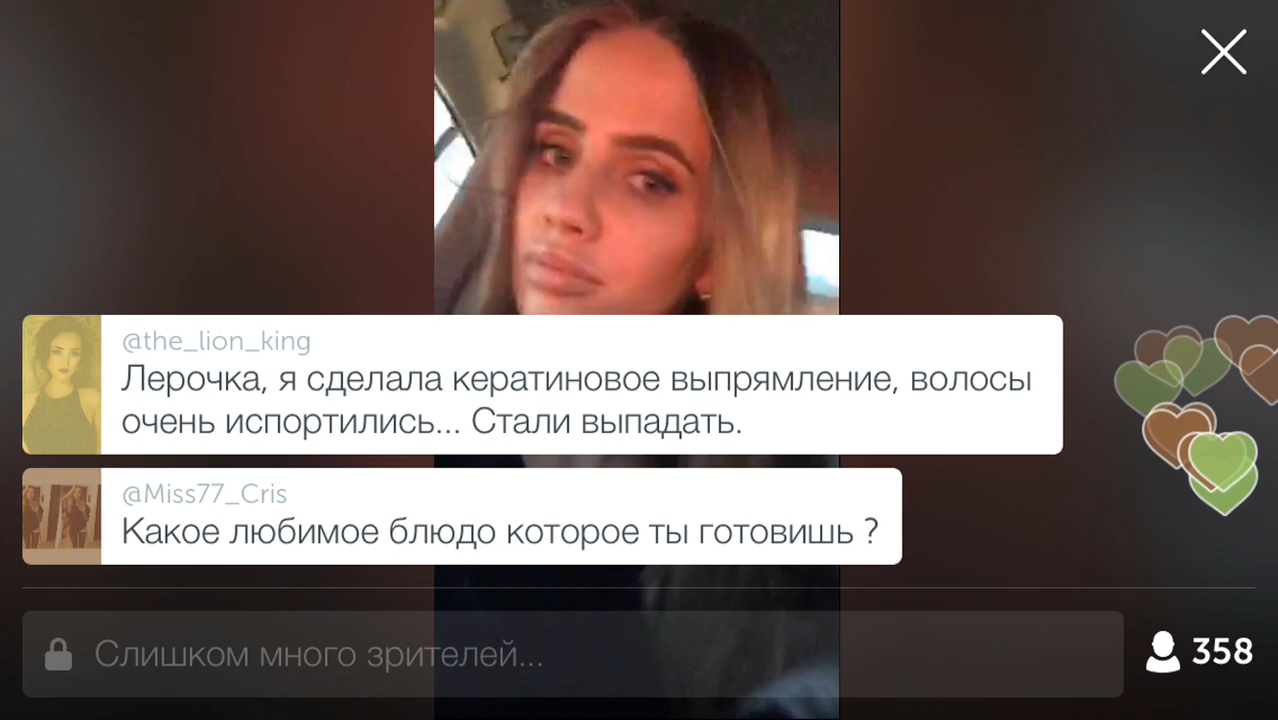 @the_lion_king
Лерочка, я сделала кератиновое выпрямление, волосы
очень испортились... Стали выпадать.
@Miss77_Cris
Какое любимое блюдо которое ты готовишь ?
Слишком много зрителей...
358